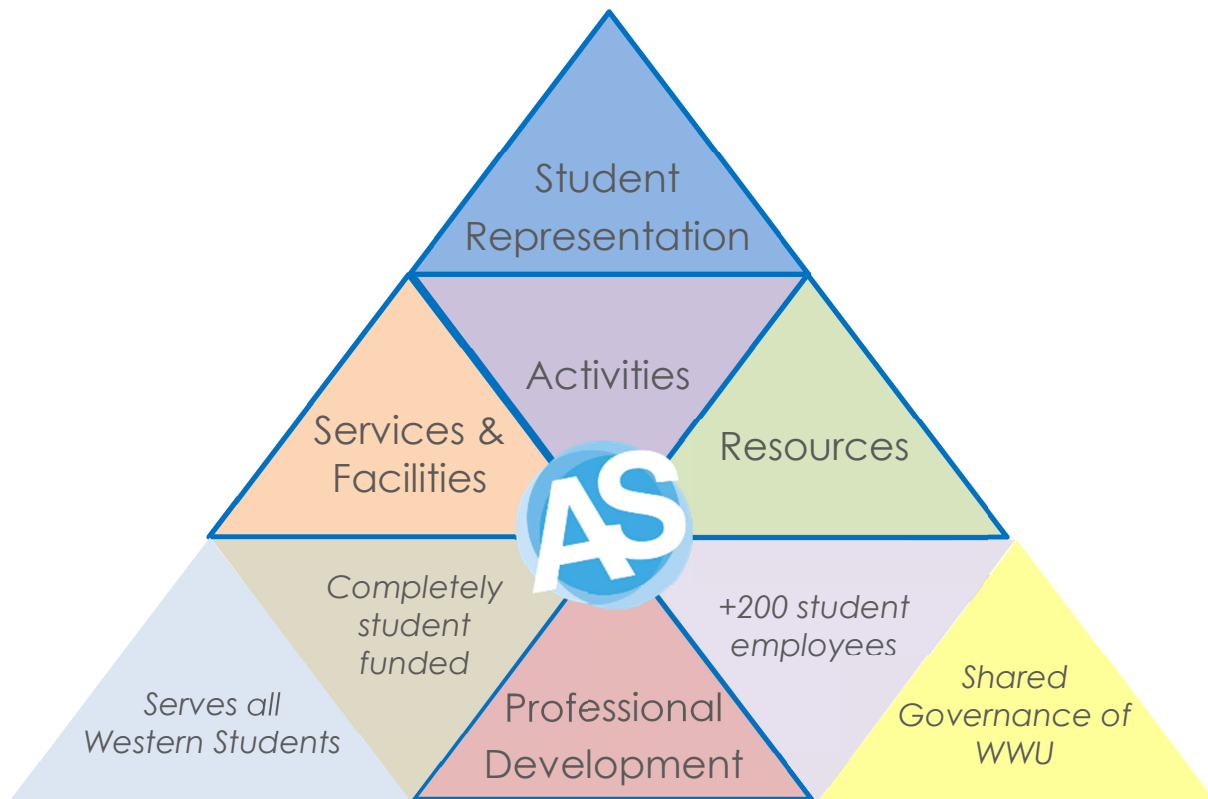 Student
Representation
Activities
Services &
Facilities
Resources
AS
Completely
student
funded
+200 student
employees
Serves all
Western Students
Professional
Development
Shared
Governance of
WWU